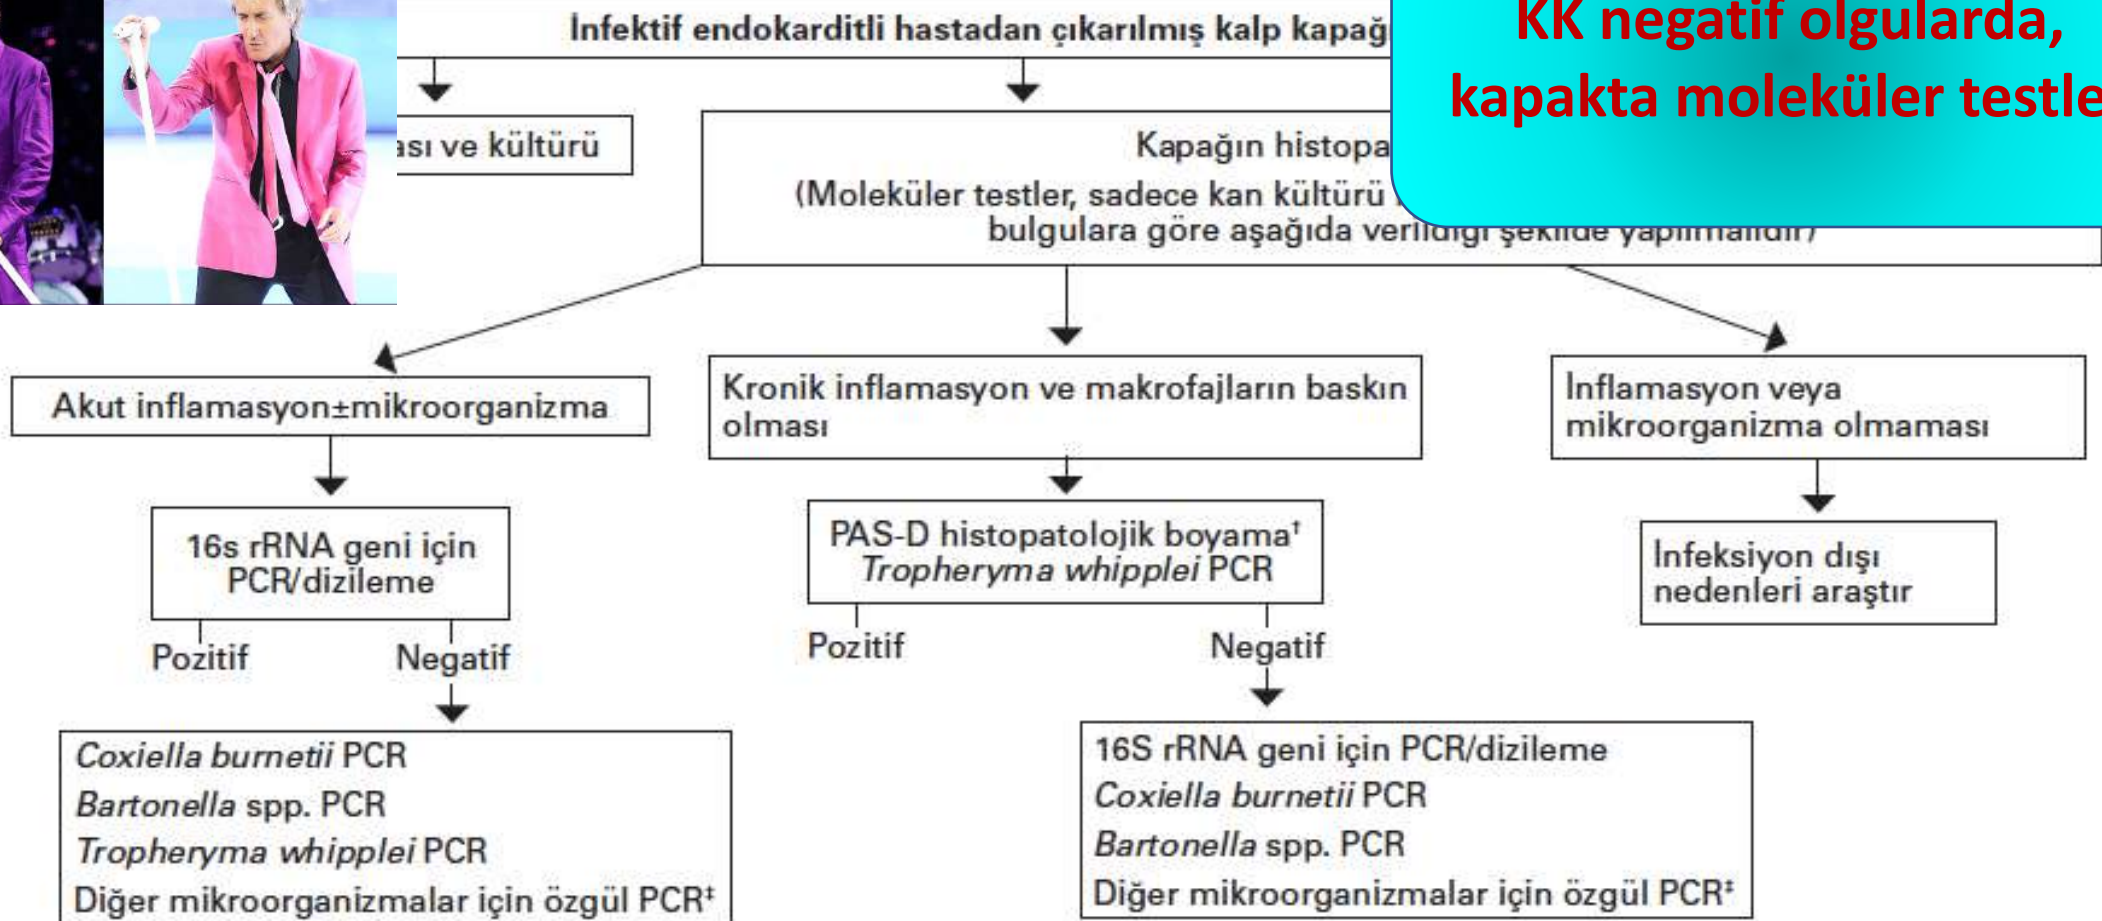 İnfektif endokarditli hastadan çıkarılmış kalp kapağı
KK negatif olgularda,
kapakta moleküler testle
ve kültürü
Kapağın
(Moleküler testler, sadece kan kültürü
bulgulara göre aşağıda verildiği şekilde yapılmalıdır)
Akut inflamasyon±mikroorganizma
Kronik inflamasyon ve makrofajların baskın
olması
İnflamasyon veya
mikroorganizma olmaması
16s rRNA geni için
PCR/dizileme
PAS-D histopatolojik boyama†
Tropheryma whipplei PCR
İnfeksiyon dışı
nedenleri araştır
Pozitif Negatif
Pozitif Negatif
Coxiella burnetii PCR
Bartonella spp. PCR
Tropheryma whipplei PCR
Diğer mikroorganizmalar için özgül PCR‡
16S rRNA geni için PCR/dizileme
Coxiella burnetii PCR
Bartonella spp. PCR
Diğer mikroorganizmalar için özgül PCR‡